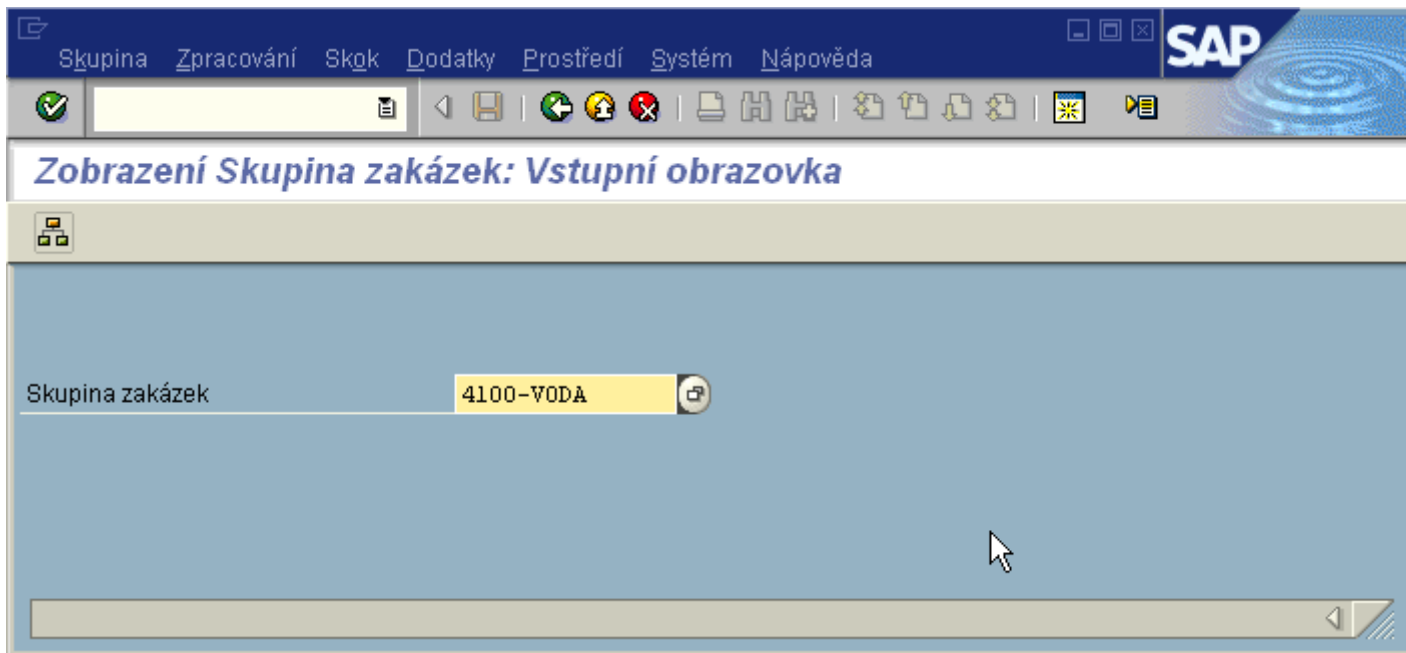 Skupina Zpracování Skok Dodatky Prostředí Systém Nápověda
SAP
Zobrazení Skupina zakázek: Vstupní obrazovka
Skupina zakázek 4100-VODA